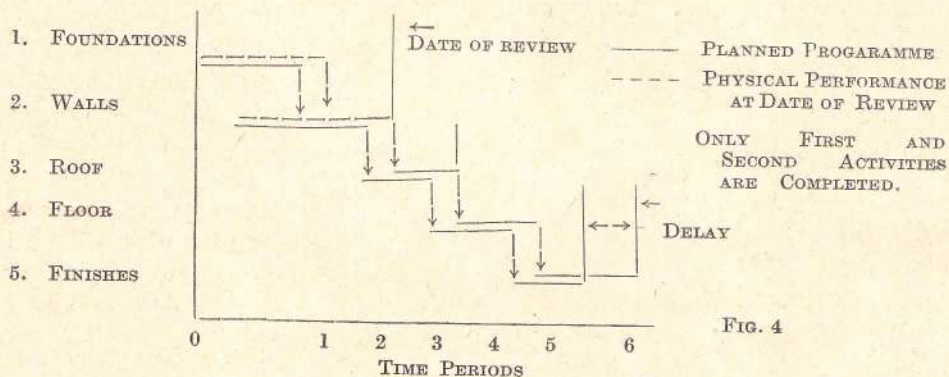 1. FOUNDATIONS
← DATE OF REVIEW
—— PLANNED PROGARAMME
--- PHYSICAL PERFORMANCE
AT DATE OF REVIEW
2. WALLS
ONLY FIRST AND
SECOND ACTIVITIES
ARE COMPLETED.
3. ROOF
4. FLOOR
DELAY
5. FINISHES
FIG. 4
0 1 2 3 4 5 6
TIME PERIODS